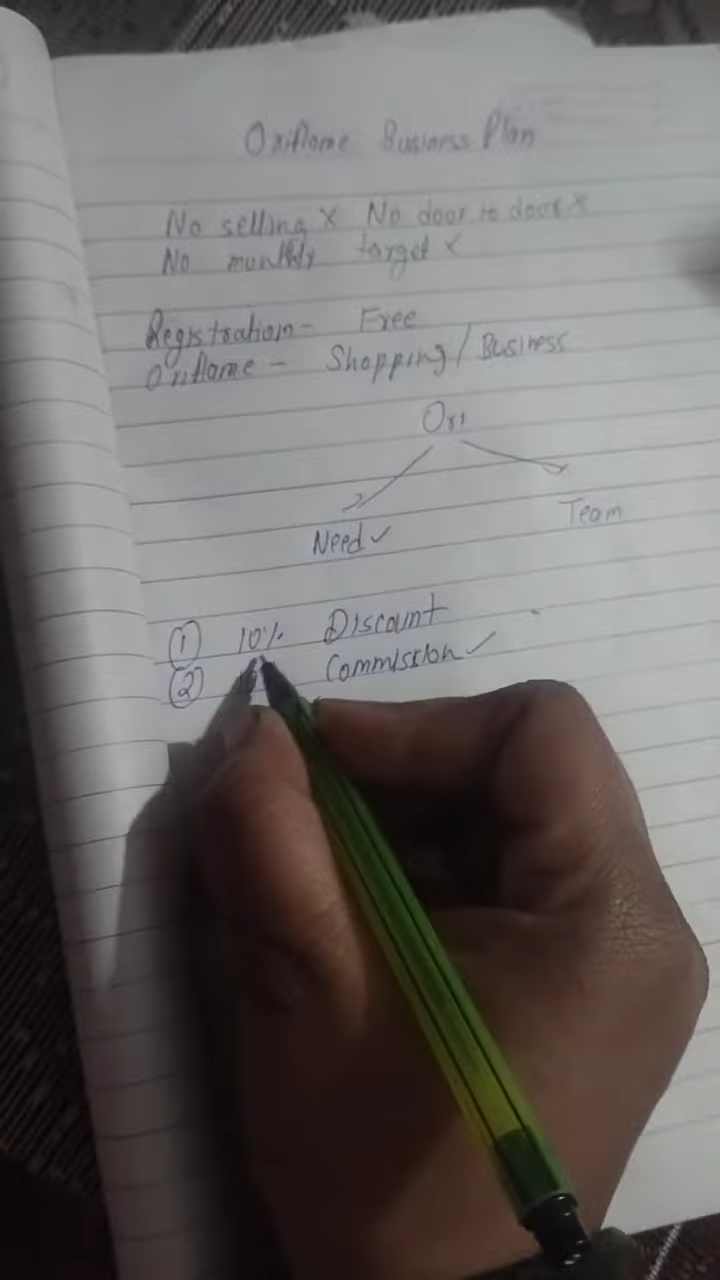 Oriflame Business Plan
No selling x No door to door x
No monthly target x
Registration - Free
Oriflame - Shopping / Business
Ori
Team
Need ✓
① 10% Discount
② Commission ✓